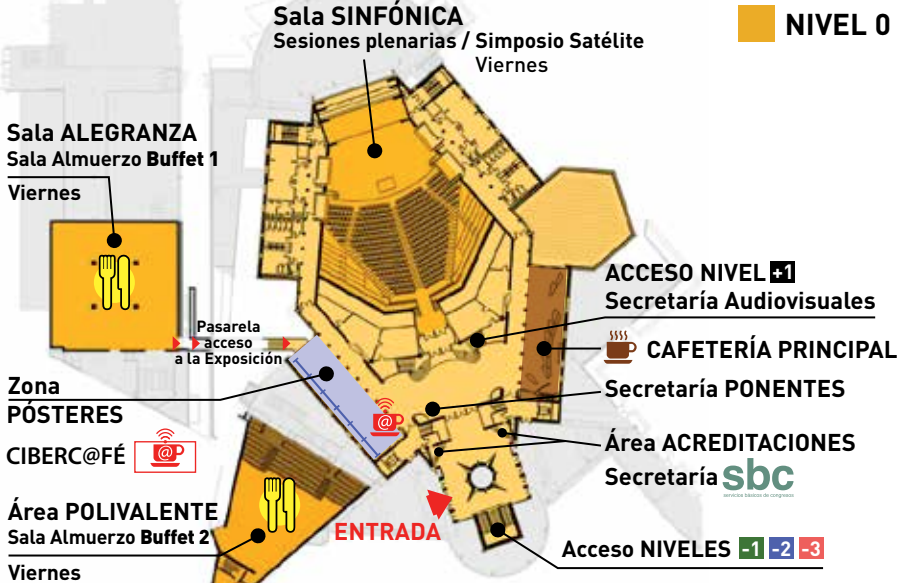 Sala SINFÓNICA
Sesiones plenarias / Simposio Satélite
Viernes
NIVEL 0
Sala ALEGRANZA
Sala Almuerzo Buffet 1
Viernes
Pasarela
acceso
a la Exposición
ACCESO NIVEL +1
Secretaría Audiovisuales
CAFETERÍA PRINCIPAL
Zona
PÓSTERES
Secretaría PONENTES
CIBERC@FÉ @
@
Área ACREDITACIONES
Secretaría sbc
servicios básicos de congresos
Área POLIVALENTE
Sala Almuerzo Buffet 2
Viernes
ENTRADA
Acceso NIVELES -1 -2 -3